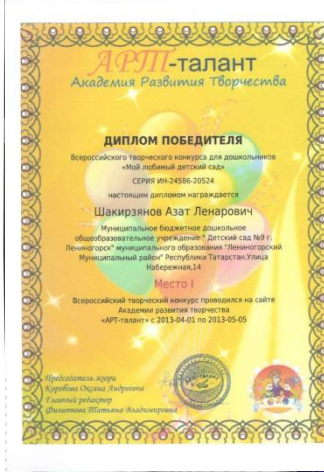 АРТ-талант
Академия Развития Творчества
ДИПЛОМ ПОБЕДИТЕЛЯ
Всероссийского творческого конкурса для дошкольников
«Мой любимый детский сад»
СЕРИЯ ИН-24586-20524
настоящим дипломом награждается
Шакирзянов Азат Ленарович
Муниципальное бюджетное дошкольное
общеобразовательное учреждение " Детский сад №9 г.
Лениногорск" муниципального образования "Лениногорский
Муниципальный район" Республики Татарстан.Улица
Набережная,14
Место I
Всероссийский творческий конкурс проводился на сайте
Академии развития творчества
«АРТ-талант» с 2013-04-01 по 2013-05-05
Председатель жюри
Коробова Оксана Андреевна
Главный редактор
Филиппова Татьяна Владимировна